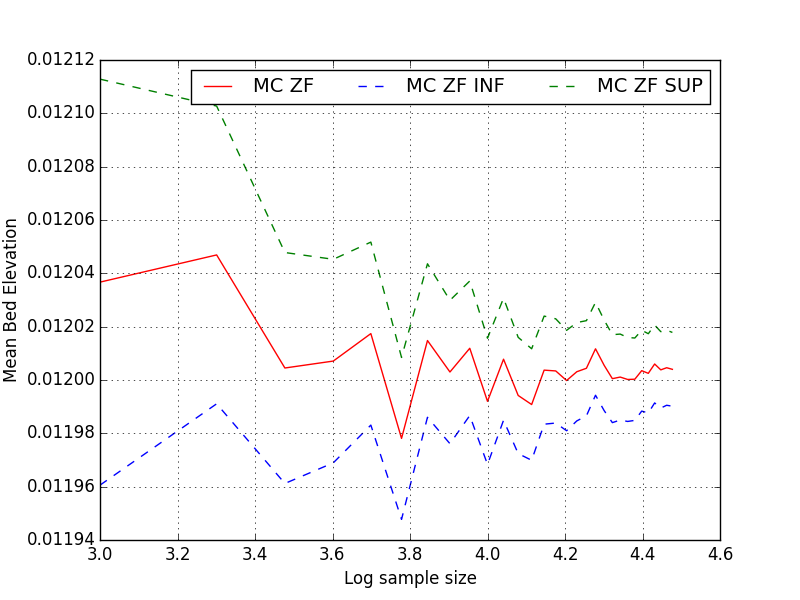 0.01212
MC ZF MC ZF INF MC ZF SUP
0.01210
0.01208
0.01206
0.01204
0.01202
0.01200
0.01198
0.01196
0.01194
Mean Bed Elevation
3.0 3.2 3.4 3.6 3.8 4.0 4.2 4.4 4.6
Log sample size